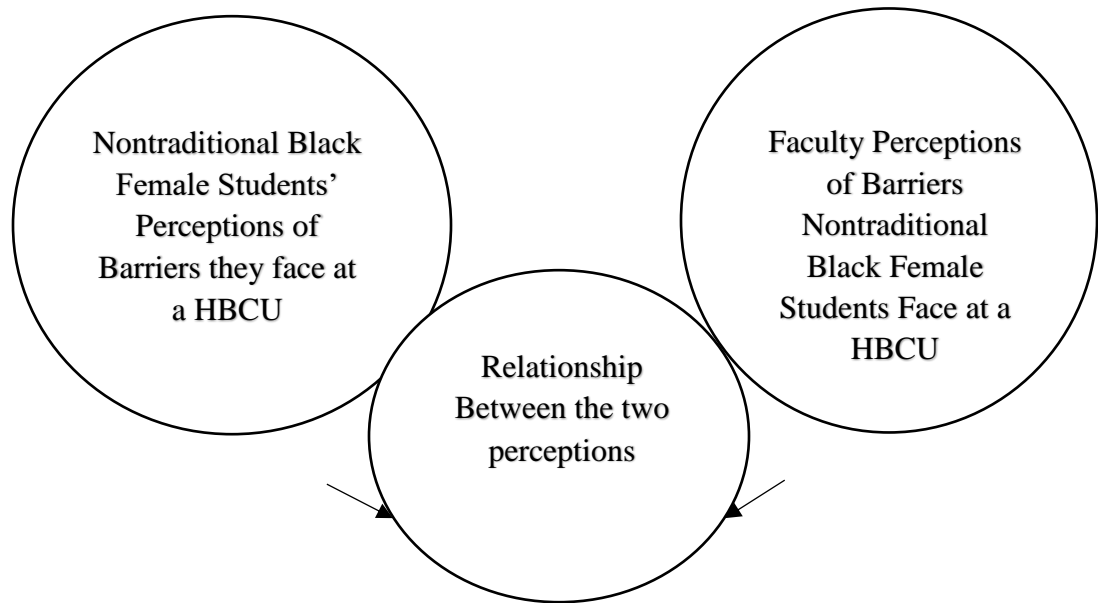 Nontraditional Black
Female Students’
Perceptions of
Barriers they face at
a HBCU
Faculty Perceptions
of Barriers
Nontraditional
Black Female
Students Face at a
HBCU
Relationship
Between the two
perceptions